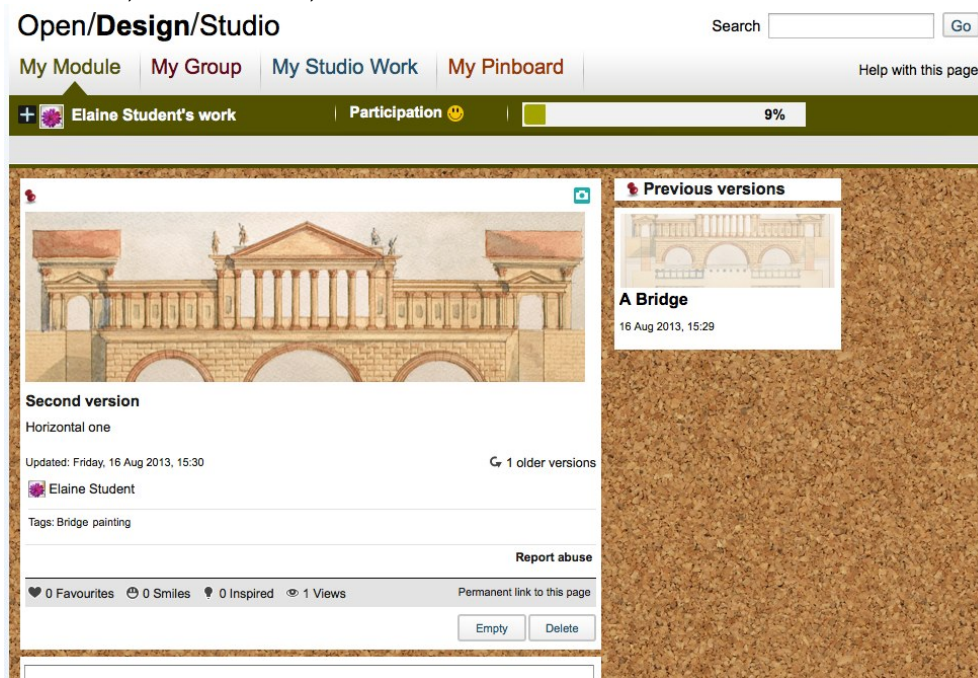 Open/Design/Studio
Search
Go
My Module My Group My Studio Work My Pinboard
Help with this page
Elaine Student's work
Participation
9%
Second version
Horizontal one
Updated: Friday, 16 Aug 2013, 15:30
1 older versions
Elaine Student
Tags: Bridge painting
Report abuse
0 Favourites 0 Smiles 0 Inspired 1 Views
Permanent link to this page
Empty Delete
Previous versions
A Bridge
16 Aug 2013, 15:29